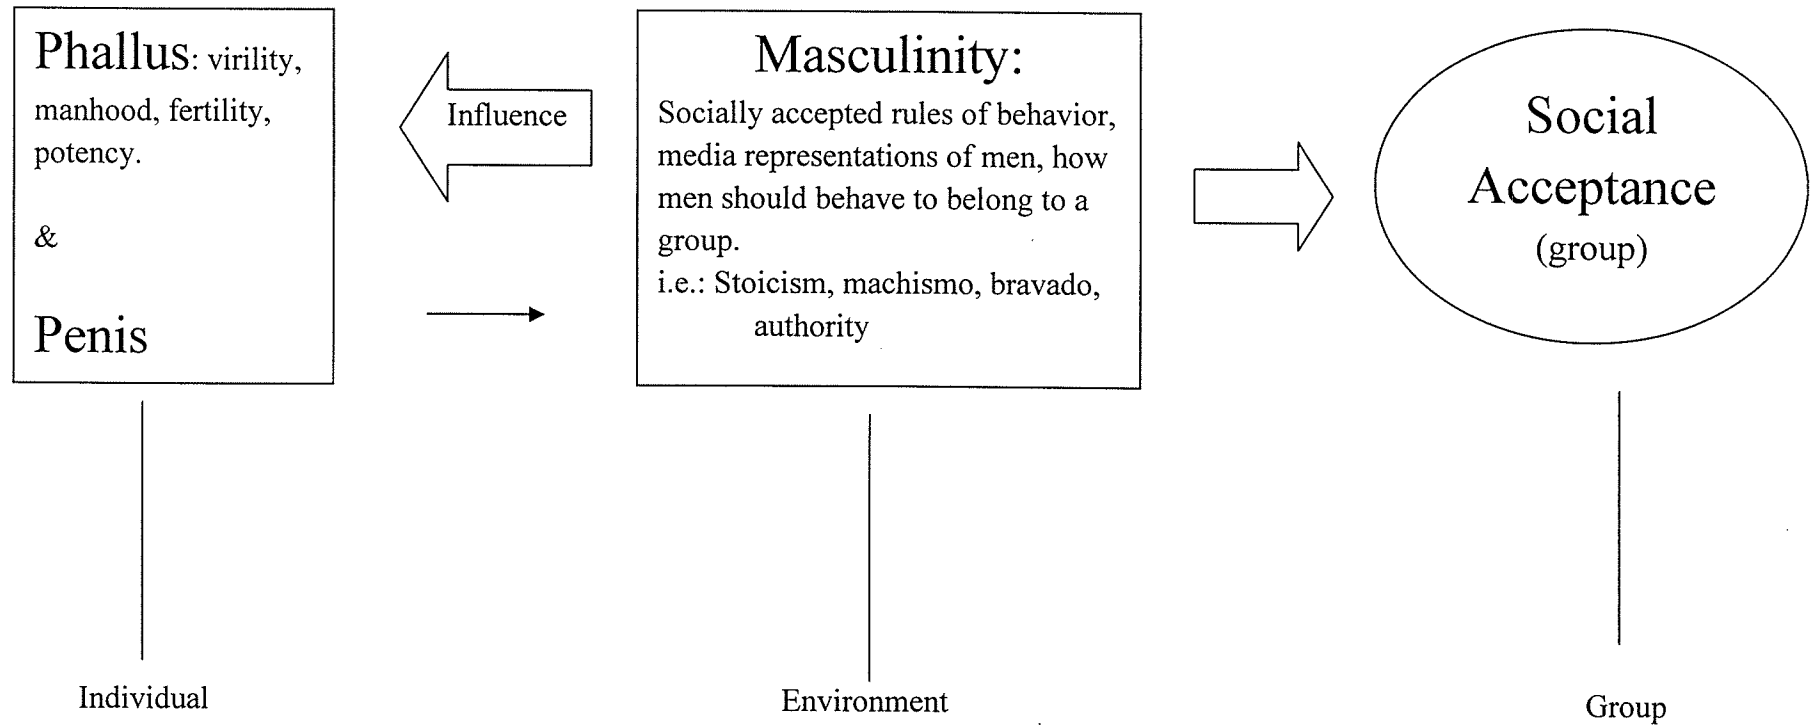 Phallus: virility,
manhood, fertility,
potency.
&
Penis
Influence
Masculinity:
Socially accepted rules of behavior,
media representations of men, how
men should behave to belong to a
group.
i.e.: Stoicism, machismo, bravado,
authority
Social
Acceptance
(group)
Individual
Environment
Group